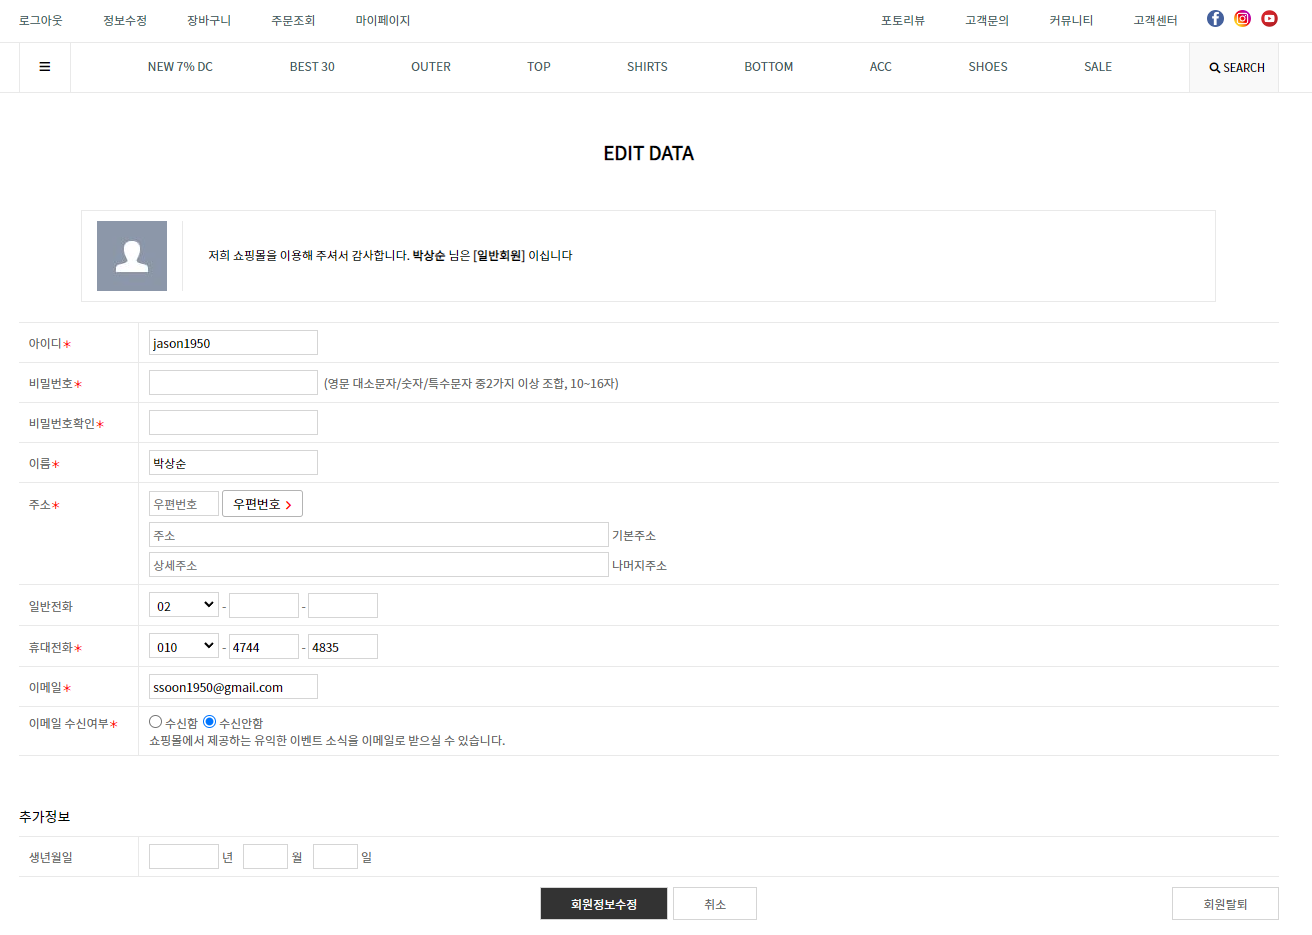 로그아웃 정보수정 장바구니 주문조회 마이페이지 포토리뷰 고객문의 커뮤니티 고객센터
NEW 7% DC BEST 30 OUTER TOP SHIRTS BOTTOM ACC SHOES SALE SEARCH
EDIT DATA
저희 쇼핑몰을 이용해 주셔서 감사합니다. 박상순 님은 [일반회원] 이십니다
아이디* jason1950
비밀번호* (영문 대소문자/숫자/특수문자 중2가지 이상 조합, 10~16자)
비밀번호확인*
이름* 박상순
주소* 우편번호 우편번호 >
주소 기본주소
상세주소 나머지주소
일반전화 02 - -
휴대전화* 010 - 4744 - 4835
이메일* ssoon1950@gmail.com
이메일 수신여부* 수신함 수신안함
쇼핑몰에서 제공하는 유익한 이벤트 소식을 이메일로 받으실 수 있습니다.
추가정보
생년월일 년 월 일
회원정보수정 취소 회원탈퇴